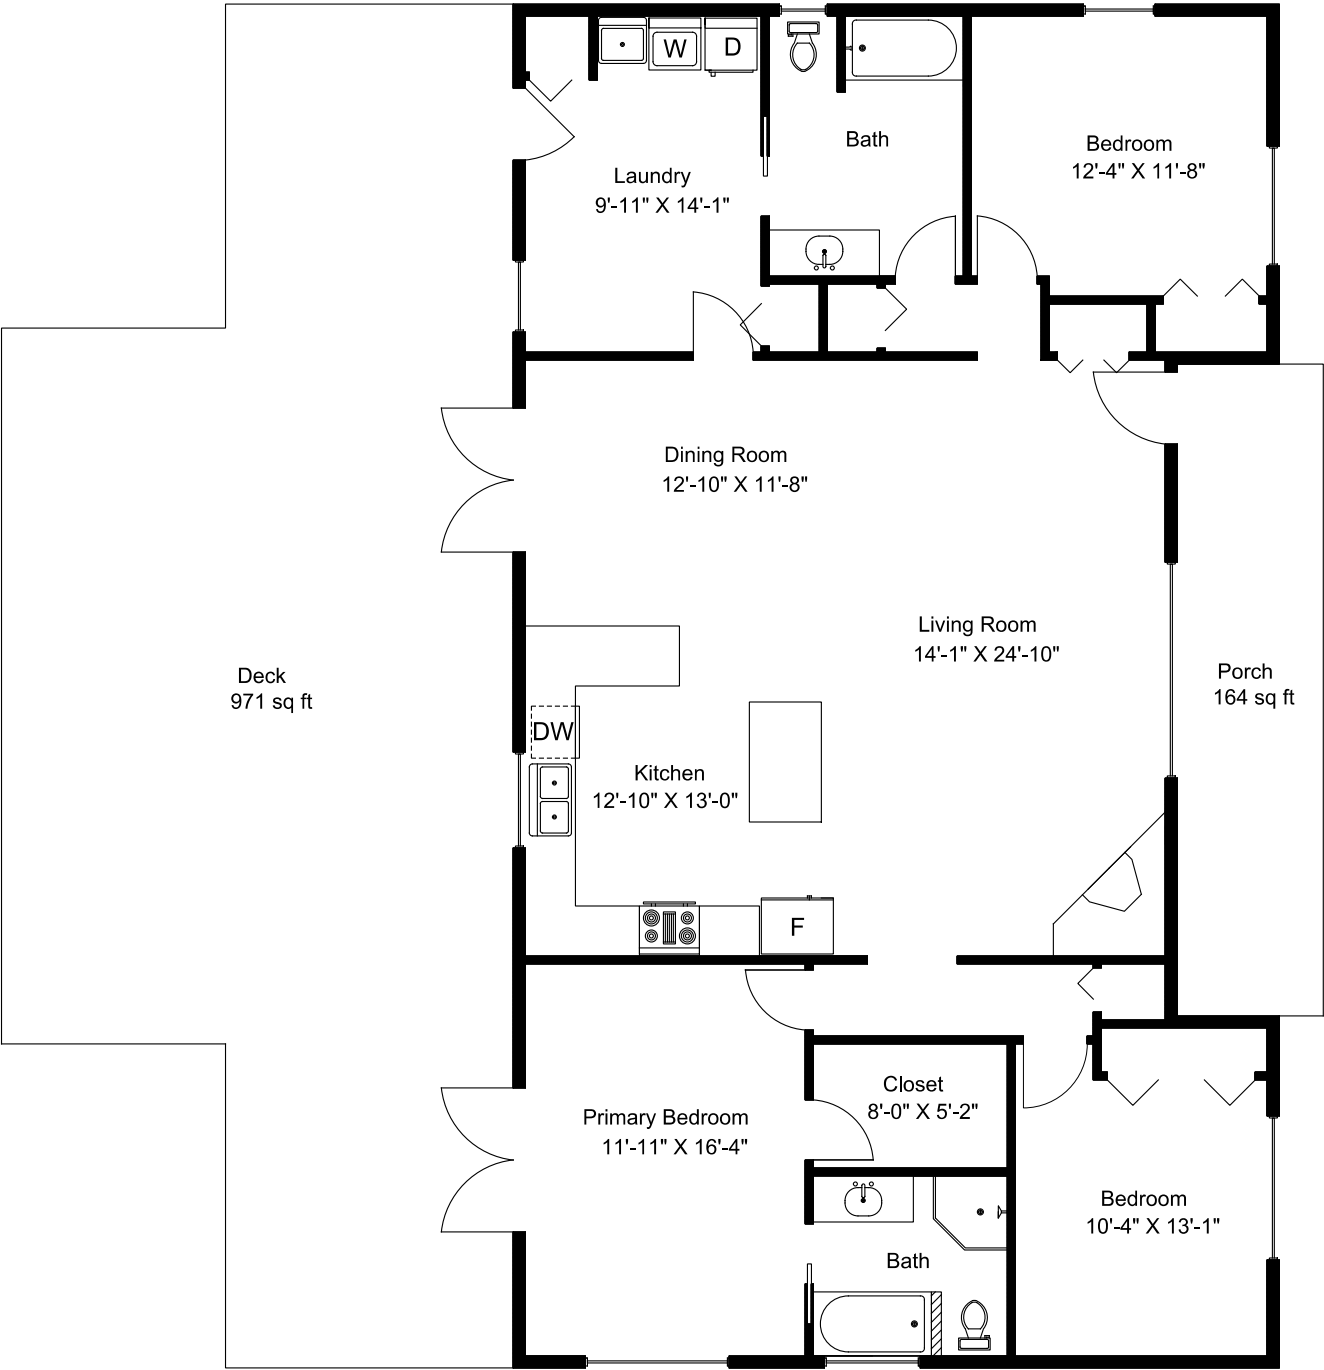 W
D
Bath
Bedroom
12'-4" X 11'-8"
Laundry
9'-11" X 14'-1"
Dining Room
12'-10" X 11'-8"
Living Room
14'-1" X 24'-10"
Deck
971 sq ft
Porch
164 sq ft
DW
Kitchen
12'-10" X 13'-0"
F
Closet
8'-0" X 5'-2"
Primary Bedroom
11'-11" X 16'-4"
Bedroom
10'-4" X 13'-1"
Bath